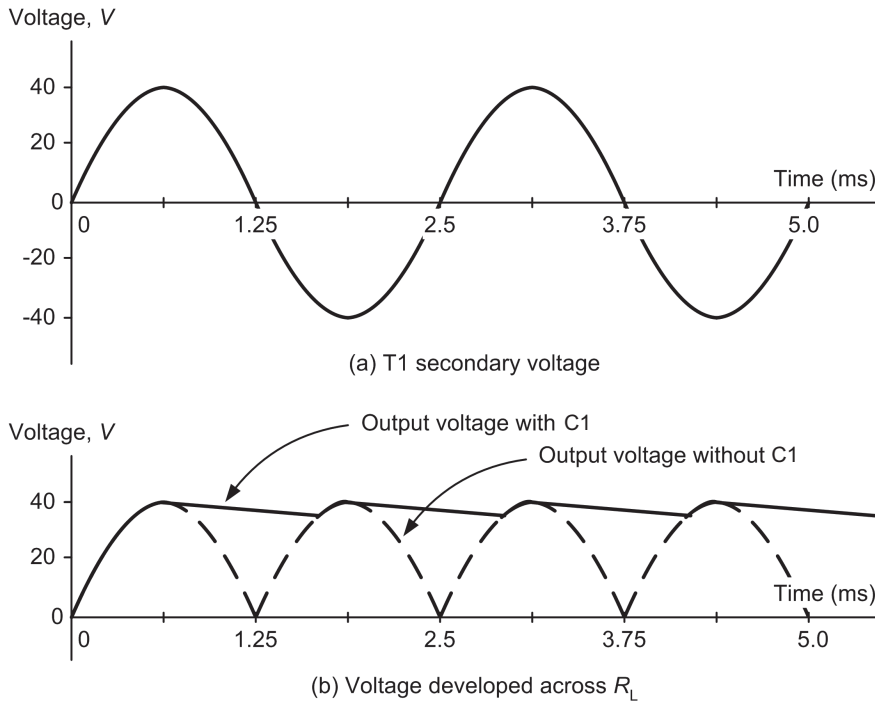 Voltage, V
40
20
0
Time (ms)
0 1.25 2.5 3.75 5.0
-20
-40
(a) T1 secondary voltage
Output voltage with C1
Voltage, V
Output voltage without C1
40
20
Time (ms)
0
0 1.25 2.5 3.75 5.0
(b) Voltage developed across RL